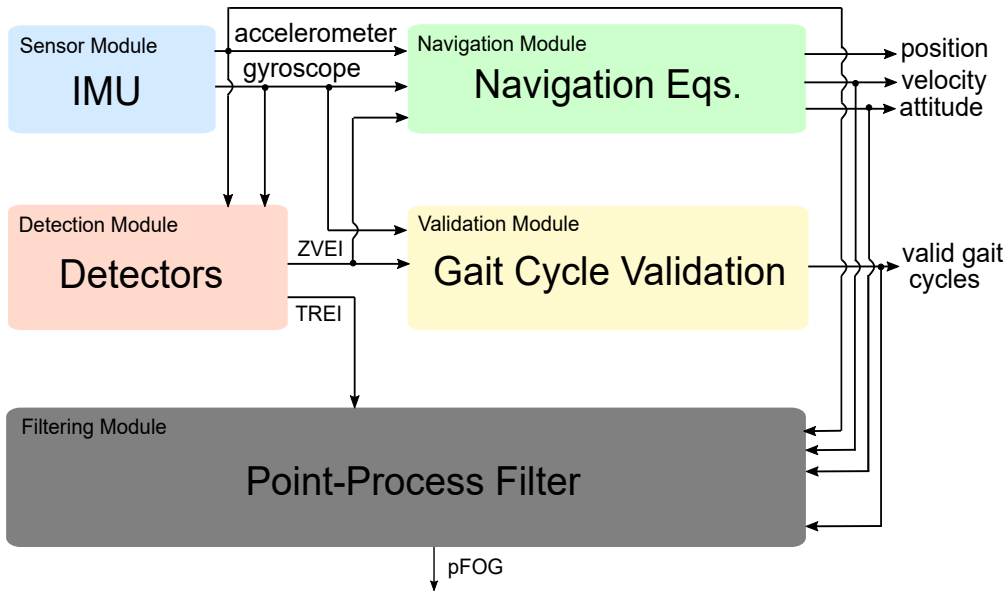 Sensor Module
IMU
accelerometer
gyroscope
Navigation Module
Navigation Eqs.
position
velocity
attitude
Detection Module
Detectors
ZVEI
TREI
Validation Module
Gait Cycle Validation
valid gait
cycles
Filtering Module
Point-Process Filter
pFOG